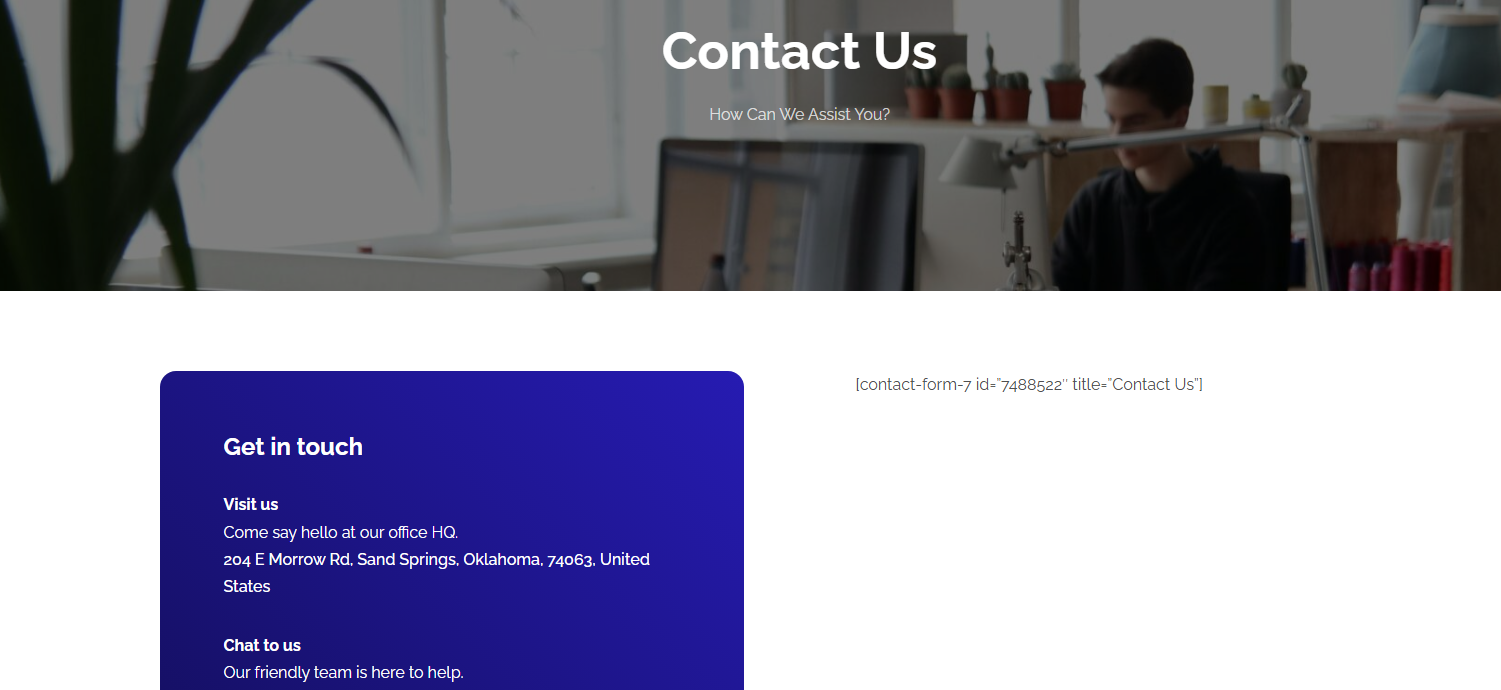 Contact Us
How Can We Assist You?
Get in touch
Visit us
Come say hello at our office HQ.
204 E Morrow Rd, Sand Springs, Oklahoma, 74063, United
States
Chat to us
Our friendly team is here to help.
[contact-form-7 id=”7488522″ title=”Contact Us”]